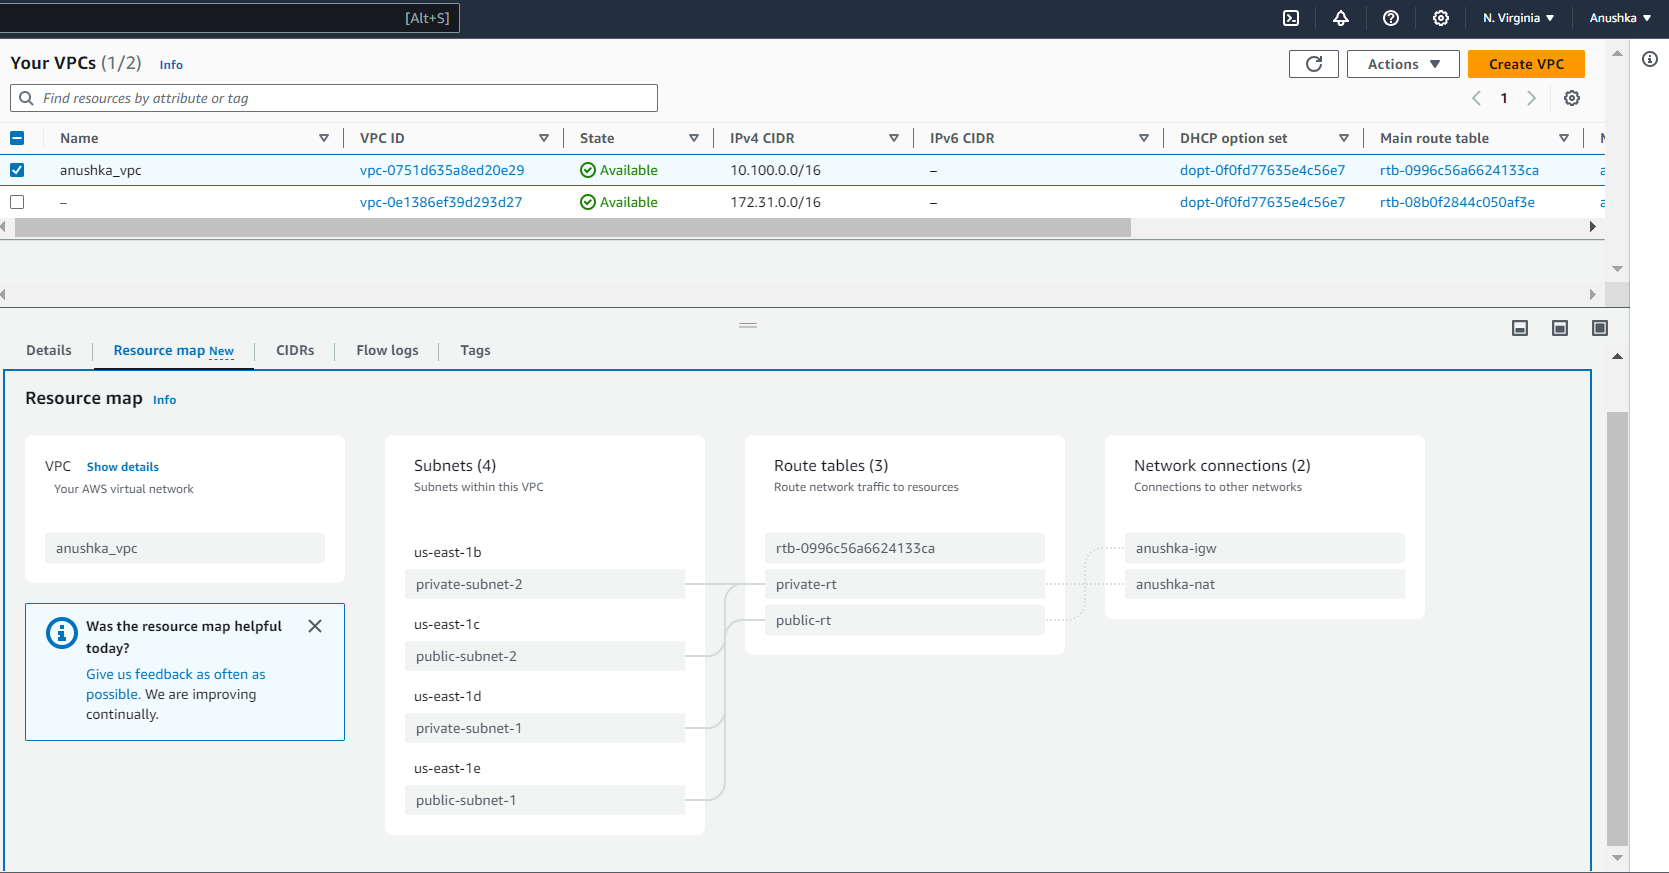 [Alt+S]
N. Virginia
Anushka
Your VPCs (1/2) Info
Actions
Create VPC
Find resources by attribute or tag
1
Name VPC ID State IPv4 CIDR IPv6 CIDR DHCP option set Main route table
anushka_vpc vpc-0751d635a8ed20e29 Available 10.100.0.0/16 – dopt-0f0fd77635e4c56e7 rtb-0996c56a6624133ca
– vpc-0e1386ef39d293d27 Available 172.31.0.0/16 – dopt-0f0fd77635e4c56e7 rtb-08b0f2844c050af3e
Details Resource map New CIDRs Flow logs Tags
Resource map Info
VPC Show details
Your AWS virtual network
anushka_vpc
Was the resource map helpful
today?
Give us feedback as often as
possible. We are improving
continually.
Subnets (4)
Subnets within this VPC
us-east-1b
private-subnet-2
us-east-1c
public-subnet-2
us-east-1d
private-subnet-1
us-east-1e
public-subnet-1
Route tables (3)
Route network traffic to resources
rtb-0996c56a6624133ca
private-rt
public-rt
Network connections (2)
Connections to other networks
anushka-igw
anushka-nat